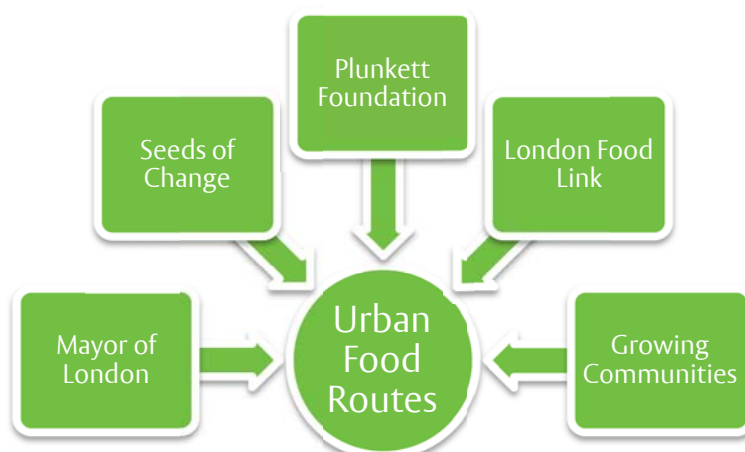 Plunkett
Foundation
Seeds of
Change
London Food
Link
Mayor of
London
Urban
Food
Routes
Growing
Communities